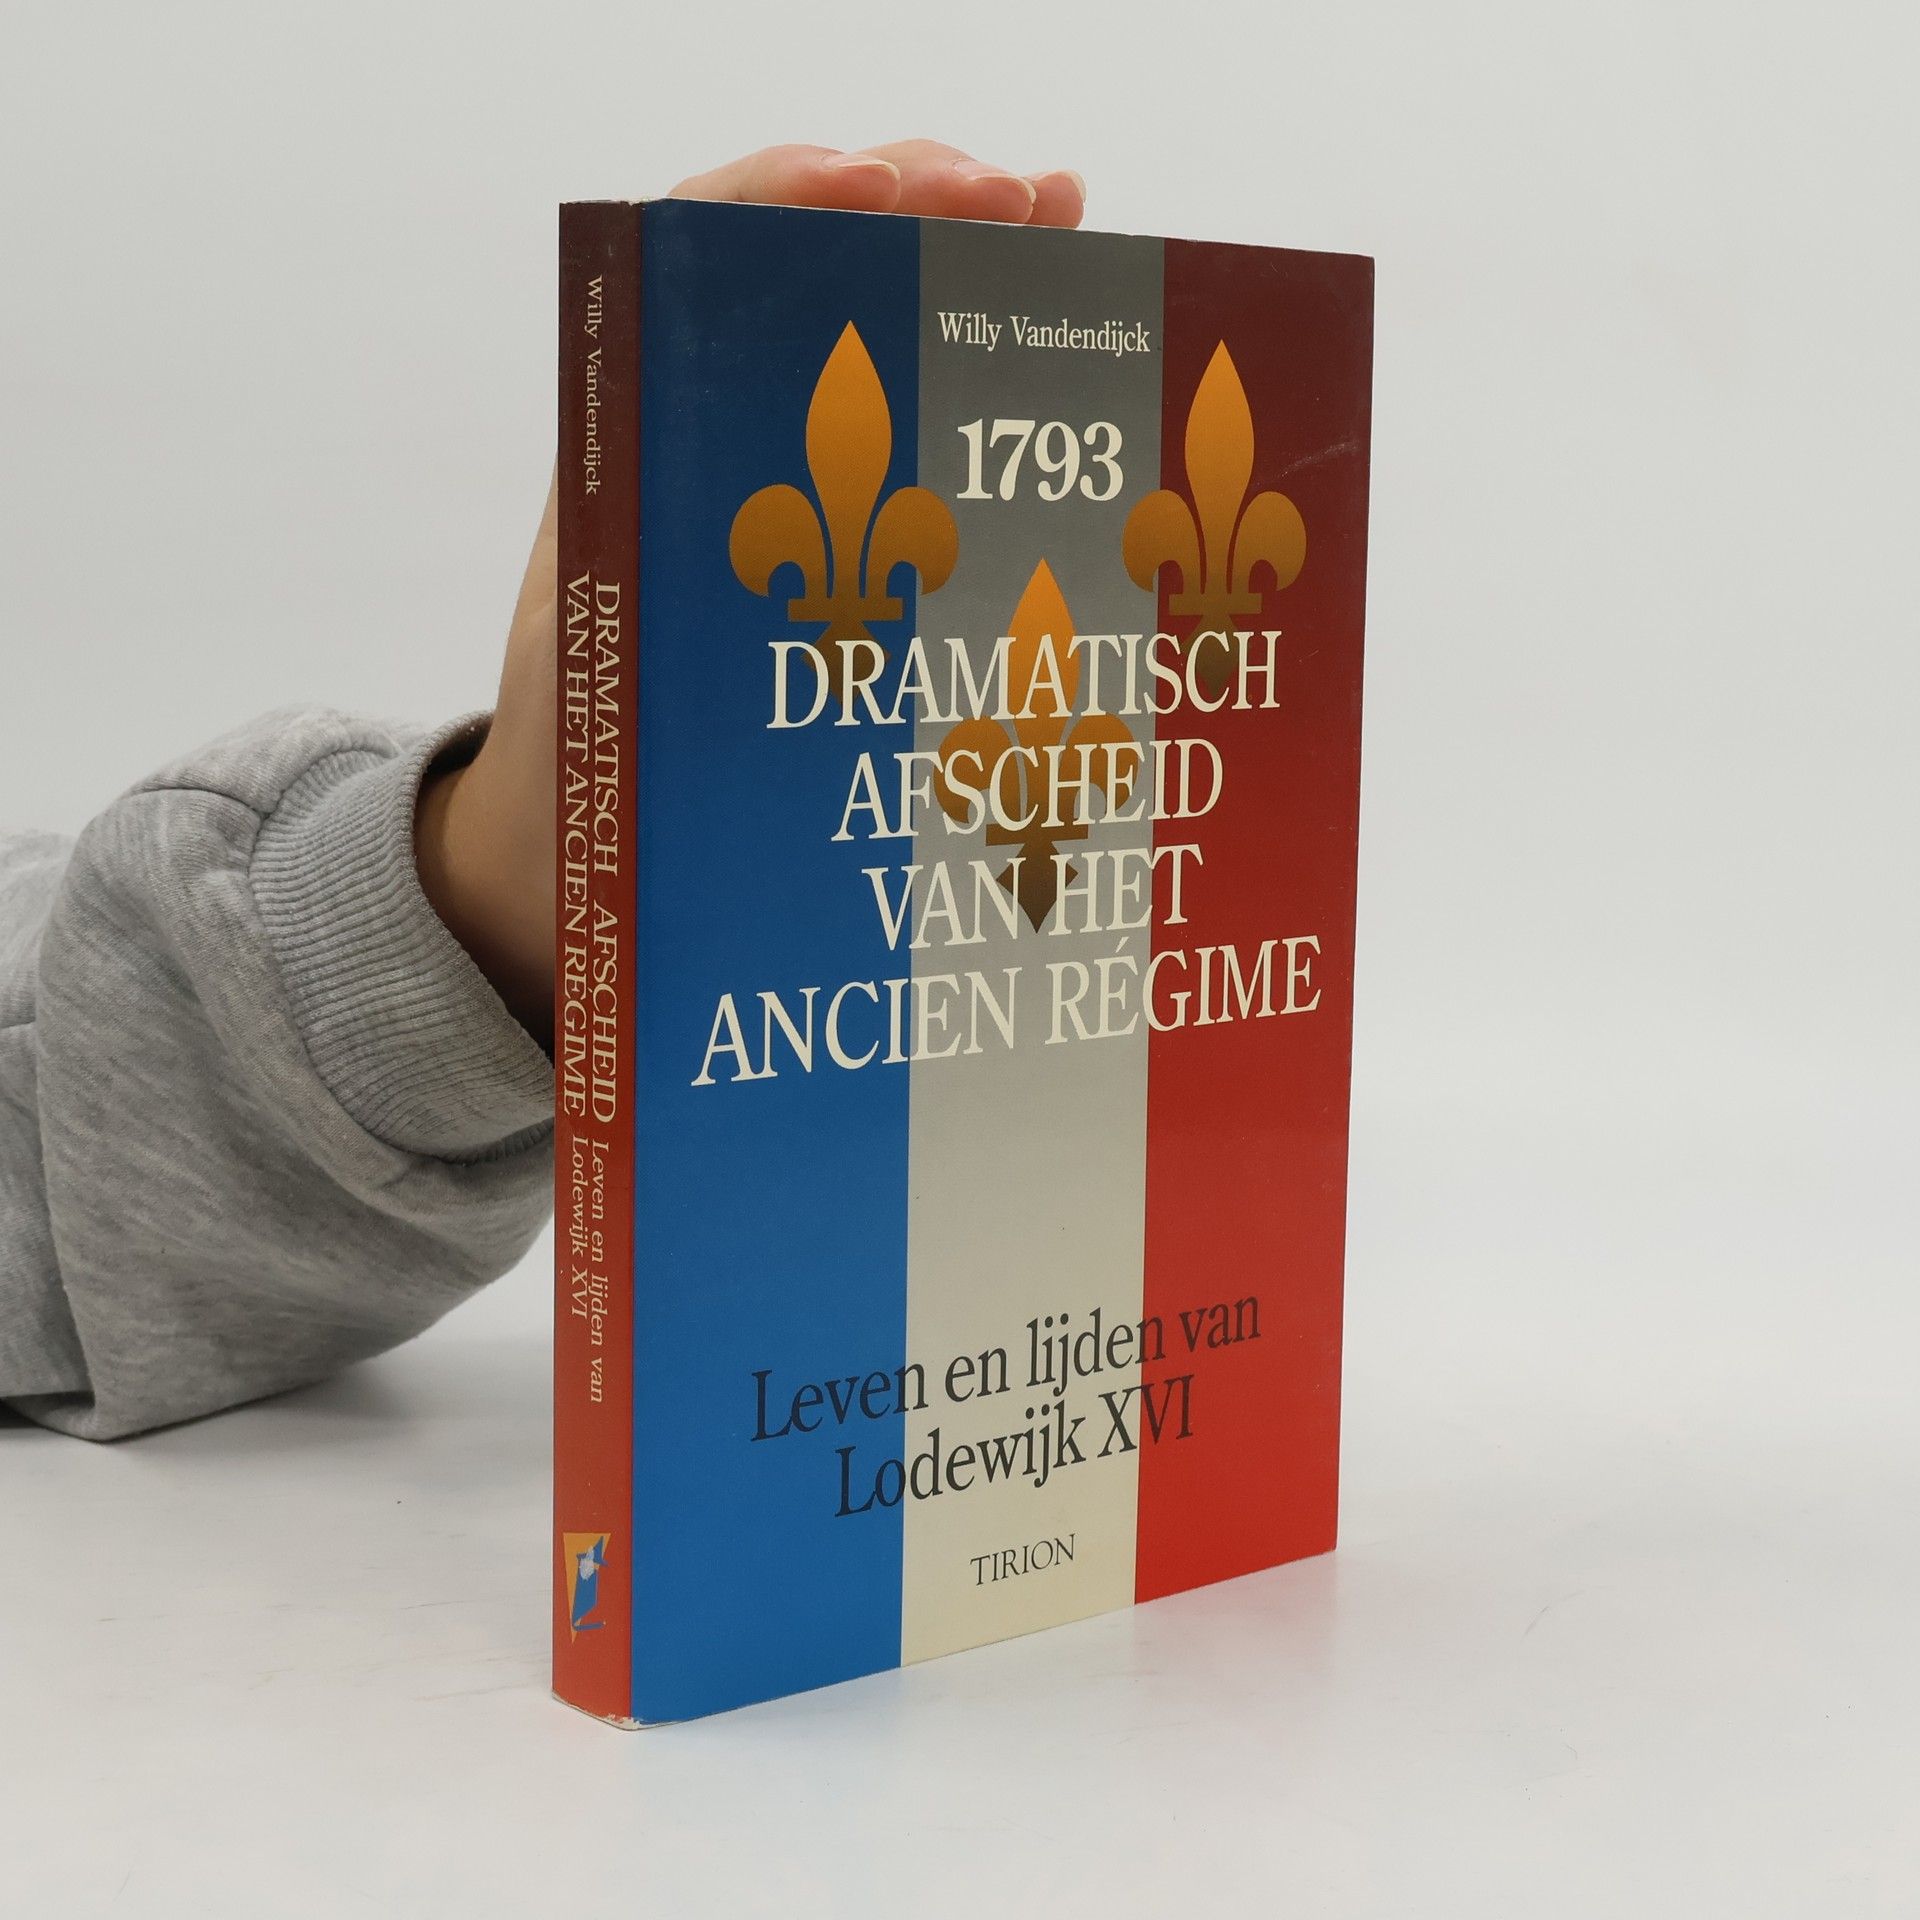 Willy Vandendijck
1793
DRAMATISCH
AFSCHEID
VAN HET
ANCIEN RÉGIME
Leven en lijden van
Lodewijk XVI
TIRION
Willy Vandendijck
DRAMATISCH AFSCHEID
VAN HET ANCIEN RÉGIME
Leven en lijden van
Lodewijk XVI